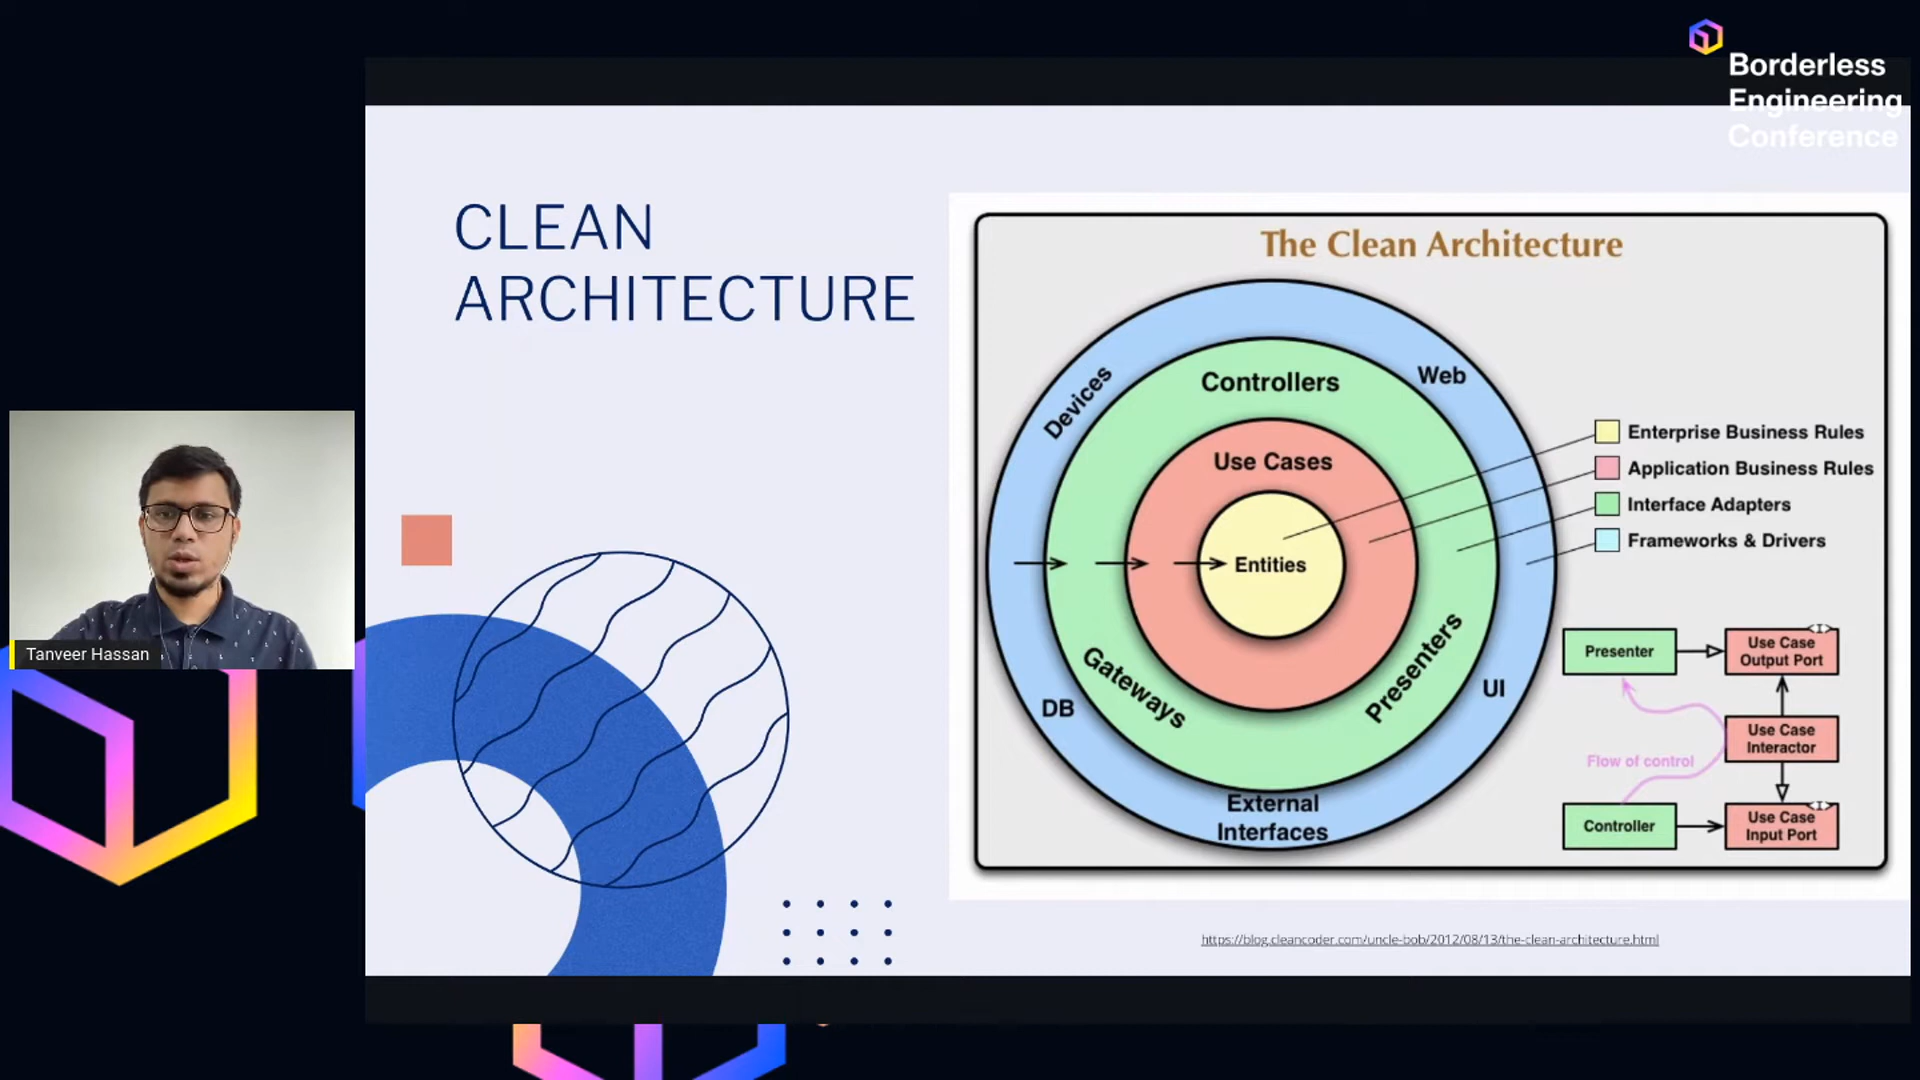 Borderless
Engineering
Conference
CLEAN
ARCHITECTURE
The Clean Architecture
Devices
Web
Controllers
Use Cases
Entities
Gateways
Presenters
DB
UI
External
Interfaces
Enterprise Business Rules
Application Business Rules
Interface Adapters
Frameworks & Drivers
Presenter
Use Case
Output Port
Use Case
Interactor
Flow of control
Controller
Use Case
Input Port
https://blog.cleancoder.com/uncle-bob/2012/08/13/the-clean-architecture.html
Tanveer Hassan